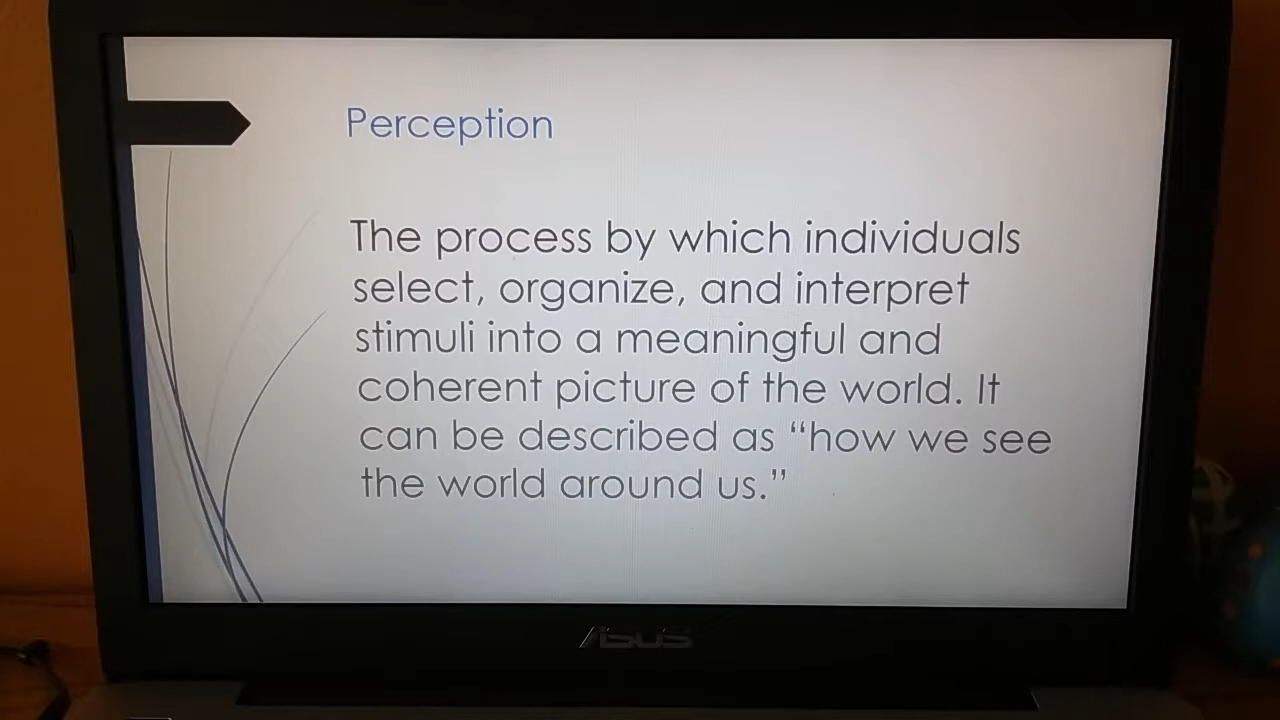 Perception
The process by which individuals
select, organize, and interpret
stimuli into a meaningful and
coherent picture of the world. It
can be described as “how we see
the world around us.”
ASUS